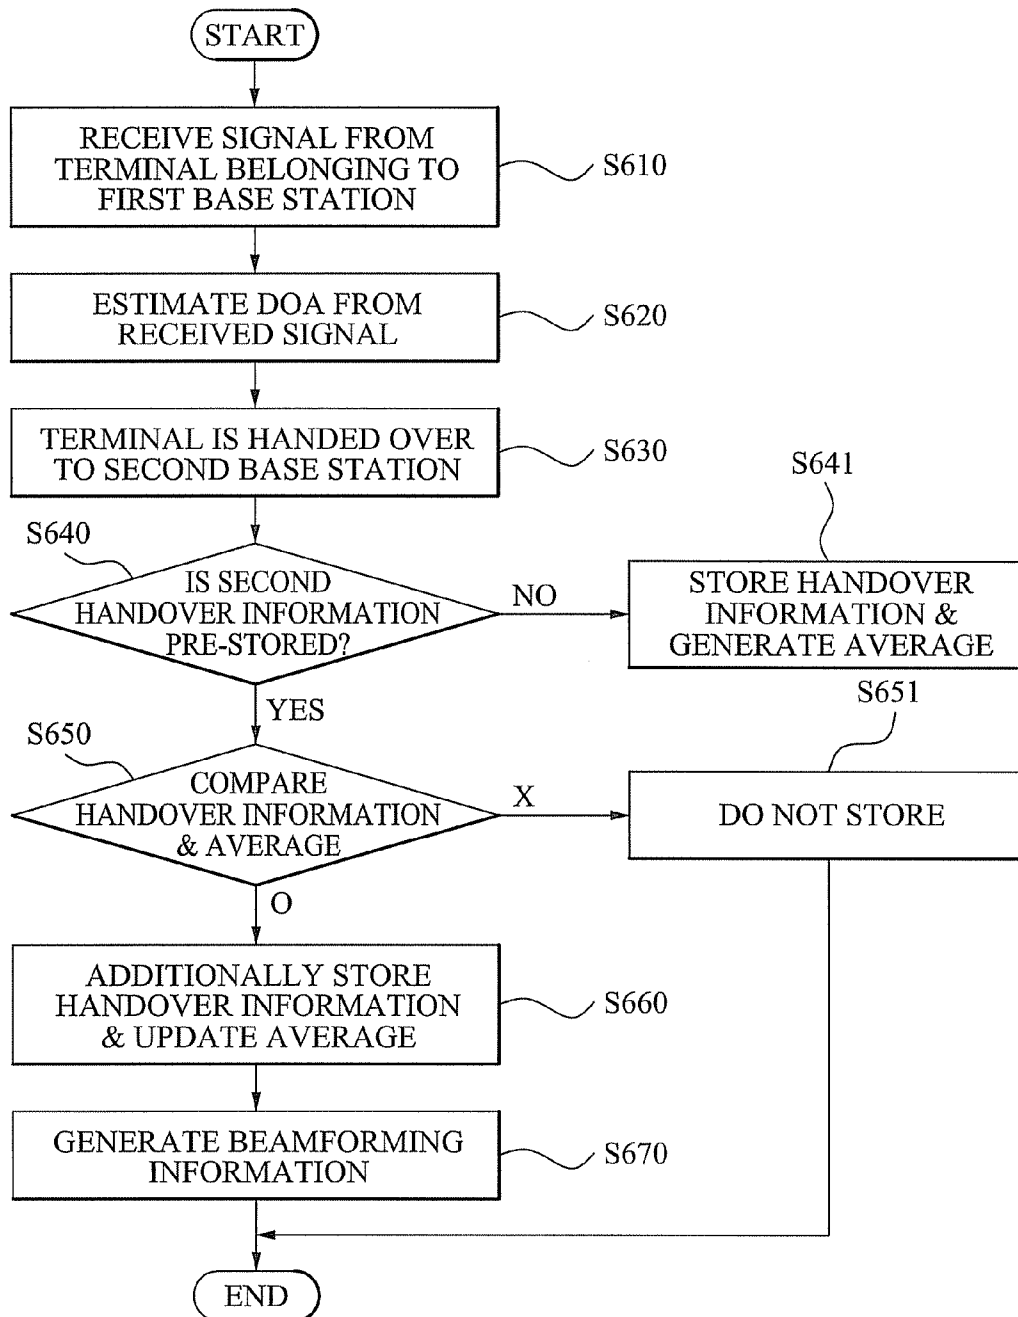 START
RECEIVE SIGNAL FROM
TERMINAL BELONGING TO
FIRST BASE STATION
S610
ESTIMATE DOA FROM
RECEIVED SIGNAL
S620
TERMINAL IS HANDED OVER
TO SECOND BASE STATION
S630
S640
IS SECOND
HANDOVER INFORMATION
PRE-STORED?
NO
S641
STORE HANDOVER
INFORMATION &
GENERATE AVERAGE
YES
S650
COMPARE
HANDOVER INFORMATION
& AVERAGE
X
S651
DO NOT STORE
O
ADDITIONALLY STORE
HANDOVER INFORMATION
& UPDATE AVERAGE
S660
GENERATE BEAMFORMING
INFORMATION
S670
END